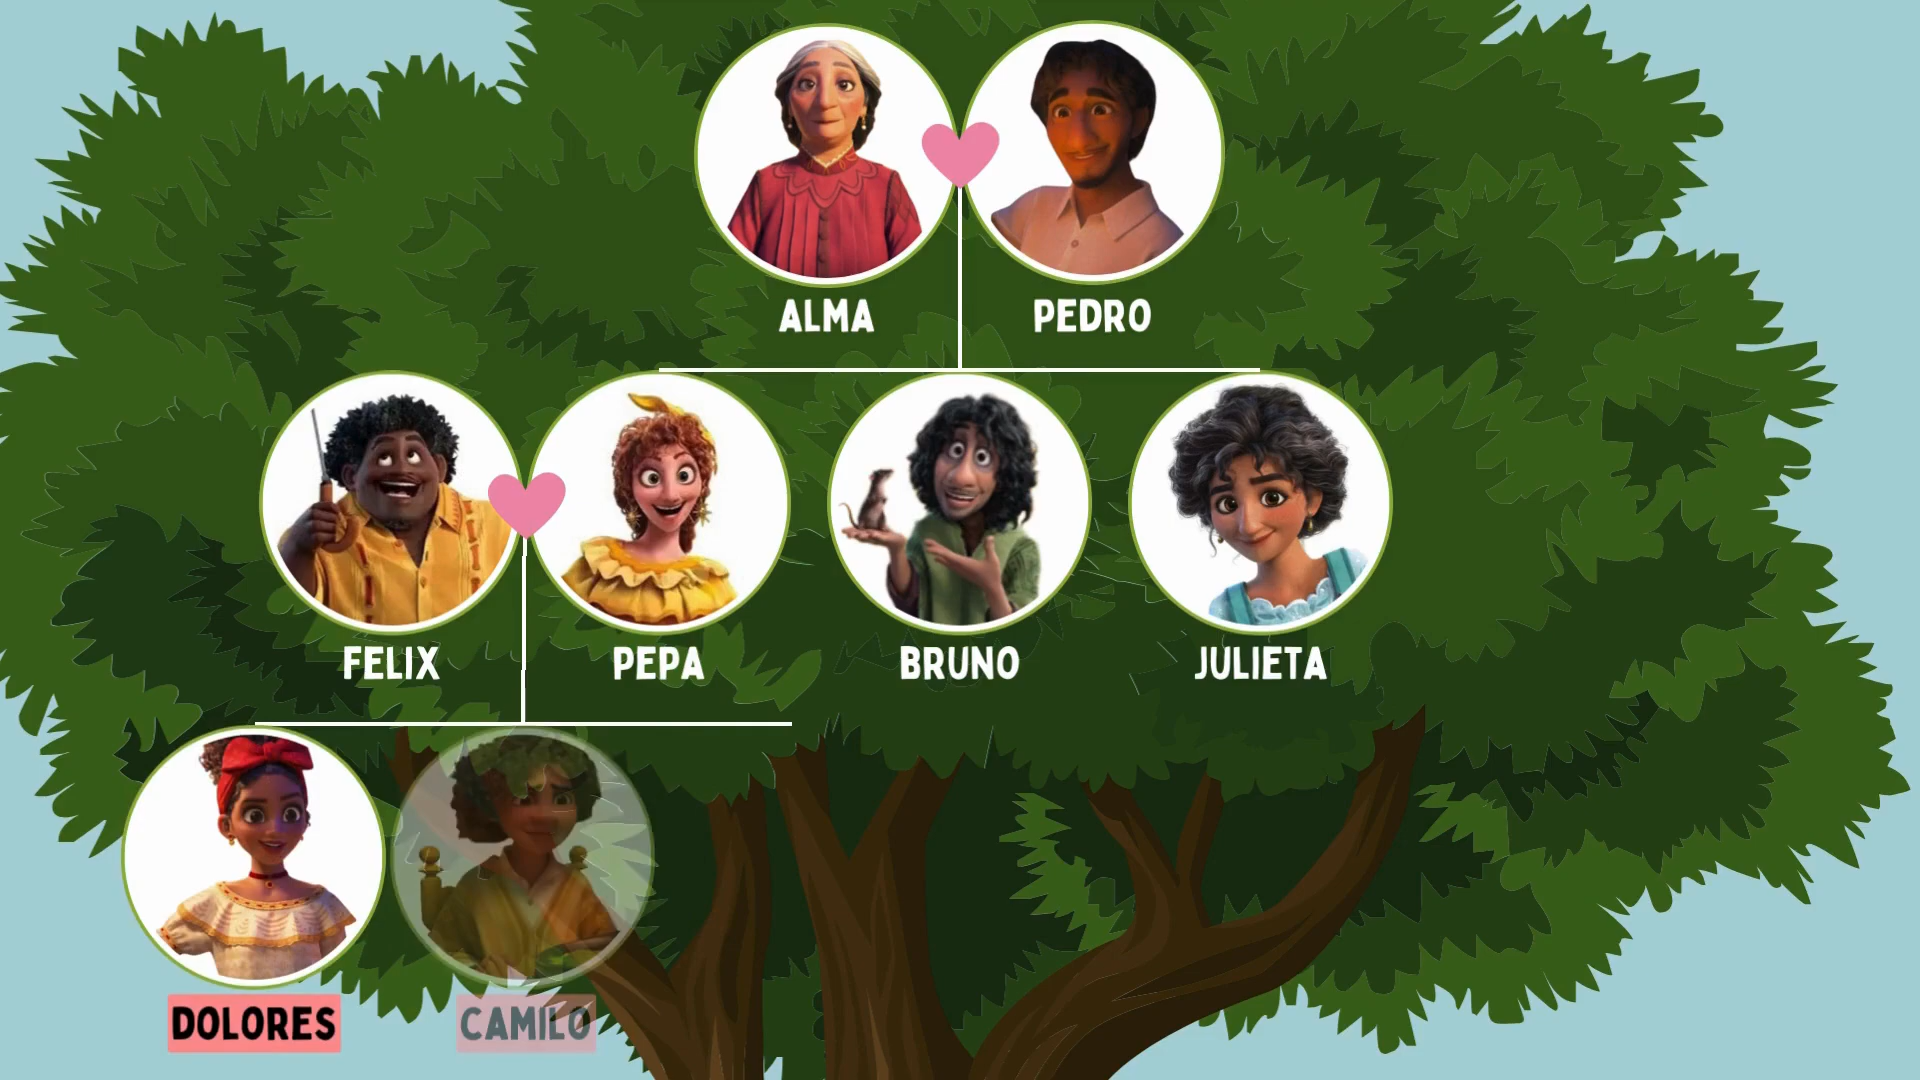 ALMA
PEDRO
FELIX
PEPA
BRUNO
JULIETA
DOLORES
CAMILO